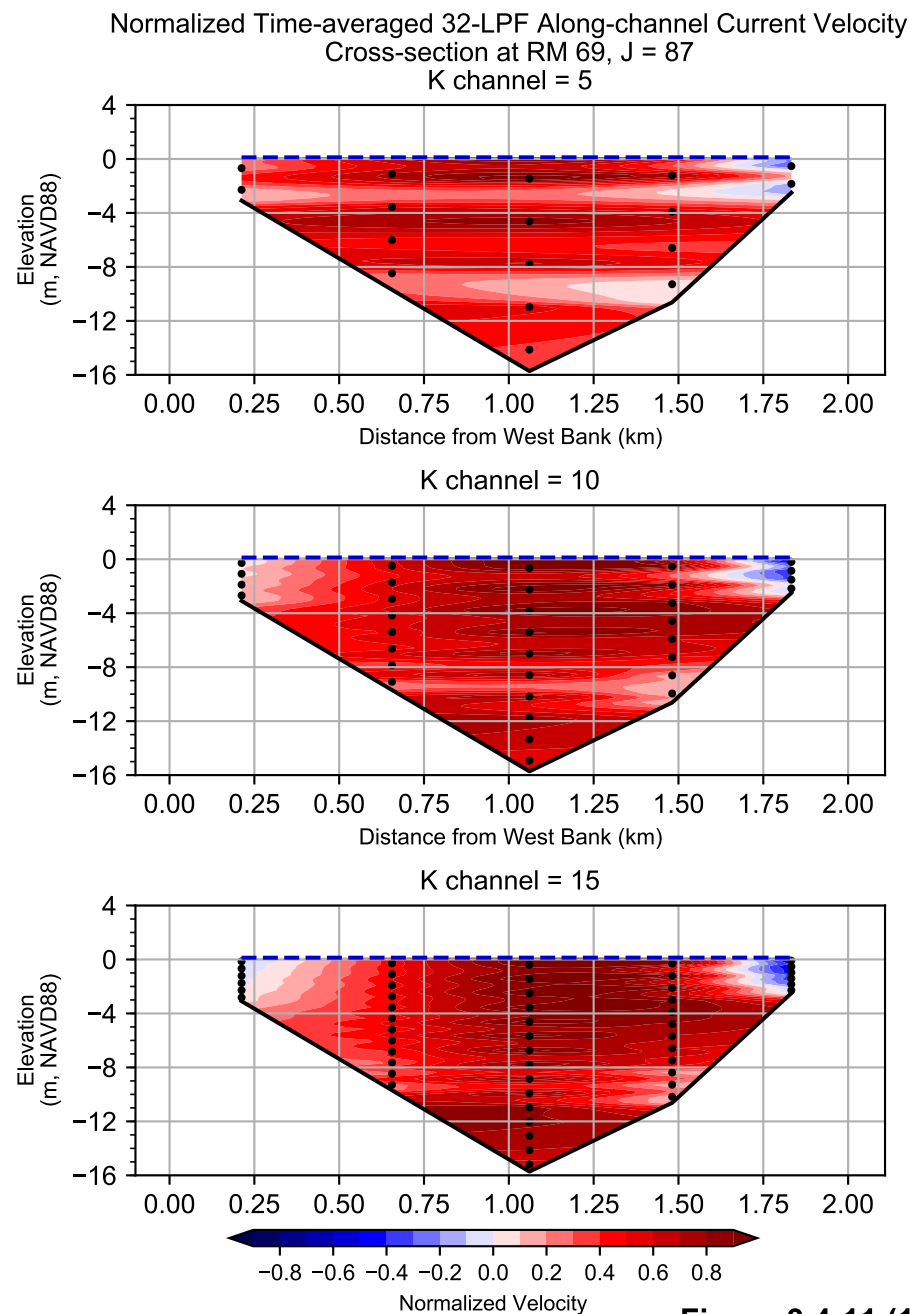 Normalized Time-averaged 32-LPF Along-channel Current Velocity
Cross-section at RM 69, J = 87
K channel = 5
4
0
−4
−8
−12
−16
Elevation
(m, NAVD88)
0.00 0.25 0.50 0.75 1.00 1.25 1.50 1.75 2.00
Distance from West Bank (km)
K channel = 10
4
0
−4
−8
−12
−16
Elevation
(m, NAVD88)
0.00 0.25 0.50 0.75 1.00 1.25 1.50 1.75 2.00
Distance from West Bank (km)
K channel = 15
4
0
−4
−8
−12
−16
Elevation
(m, NAVD88)
0.00 0.25 0.50 0.75 1.00 1.25 1.50 1.75 2.00
−0.8 −0.6 −0.4 −0.2 0.0 0.2 0.4 0.6 0.8
Normalized Velocity